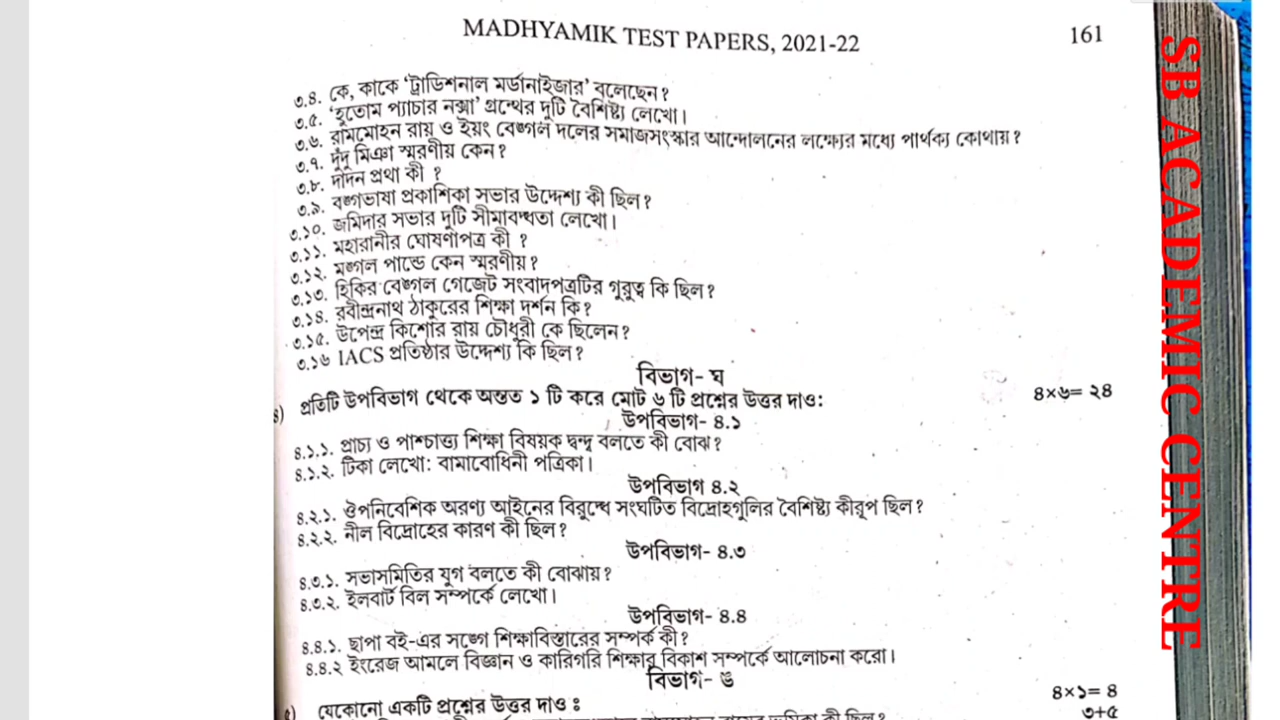 MADHYAMIK TEST PAPERS, 2021-22
161
৩.৪. কে, কাকে ‘ট্রাডিশনাল মর্ডানাইজার’ বলেছেন?
৩.৫. ‘হুতোম প্যাচার নক্সা’ গ্রন্থের দুটি বৈশিষ্ট্য লেখো।
৩.৬. রামমোহন রায় ও ইয়ং বেঙ্গল দলের সমাজসংস্কার আন্দোলনের লক্ষ্যের মধ্যে পার্থক্য কোথায়?
৩.৭. দুঁদু মিঞা স্মরণীয় কেন?
৩.৮. দাদন প্রথা কী ?
৩.৯. বঙ্গভাষা প্রকাশিকা সভার উদ্দেশ্য কী ছিল?
৩.১০. জমিদার সভার দুটি সীমাবদ্ধতা লেখো।
৩.১১. মহারানীর ঘোষণাপত্র কী ?
৩.১২. মঙ্গল পান্ডে কেন স্মরণীয়?
৩.১৩. হিকির বেঙ্গল গেজেট সংবাদপত্রটির গুরুত্ব কি ছিল?
৩.১৪. রবীন্দ্রনাথ ঠাকুরের শিক্ষা দর্শন কি?
৩.১৫. উপেন্দ্র কিশোর রায় চৌধুরী কে ছিলেন?
৩.১৬ IACS প্রতিষ্ঠার উদ্দেশ্য কি ছিল?
বিভাগ- ঘ
৪) প্রতিটি উপবিভাগ থেকে অন্তত ১ টি করে মোট ৬ টি প্রশ্নের উত্তর দাও: ৪×৬= ২৪
উপবিভাগ- ৪.১
৪.১.১. প্রাচ্য ও পাশ্চাত্ত্য শিক্ষা বিষয়ক দ্বন্দ্ব বলতে কী বোঝ?
৪.১.২. টিকা লেখো: বামাবোধিনী পত্রিকা।
উপবিভাগ ৪.২
৪.২.১. ঔপনিবেশিক অরণ্য আইনের বিরুদ্ধে সংঘটিত বিদ্রোহগুলির বৈশিষ্ট্য কীরূপ ছিল?
৪.২.২. নীল বিদ্রোহের কারণ কী ছিল?
উপবিভাগ- ৪.৩
৪.৩.১. সভাসমিতির যুগ বলতে কী বোঝায়?
৪.৩.২. ইলবার্ট বিল সম্পর্কে লেখো।
উপবিভাগ- ৪.৪
৪.৪.১. ছাপা বই-এর সঙ্গে শিক্ষাবিস্তারের সম্পর্ক কী?
৪.৪.২ ইংরেজ আমলে বিজ্ঞান ও কারিগরি শিক্ষার বিকাশ সম্পর্কে আলোচনা করো।
বিভাগ- ঙ
৫) যেকোনো একটি প্রশ্নের উত্তর দাও ঃ ৪×১= ৪
৩+৫
SB ACADEMIC CENTRE